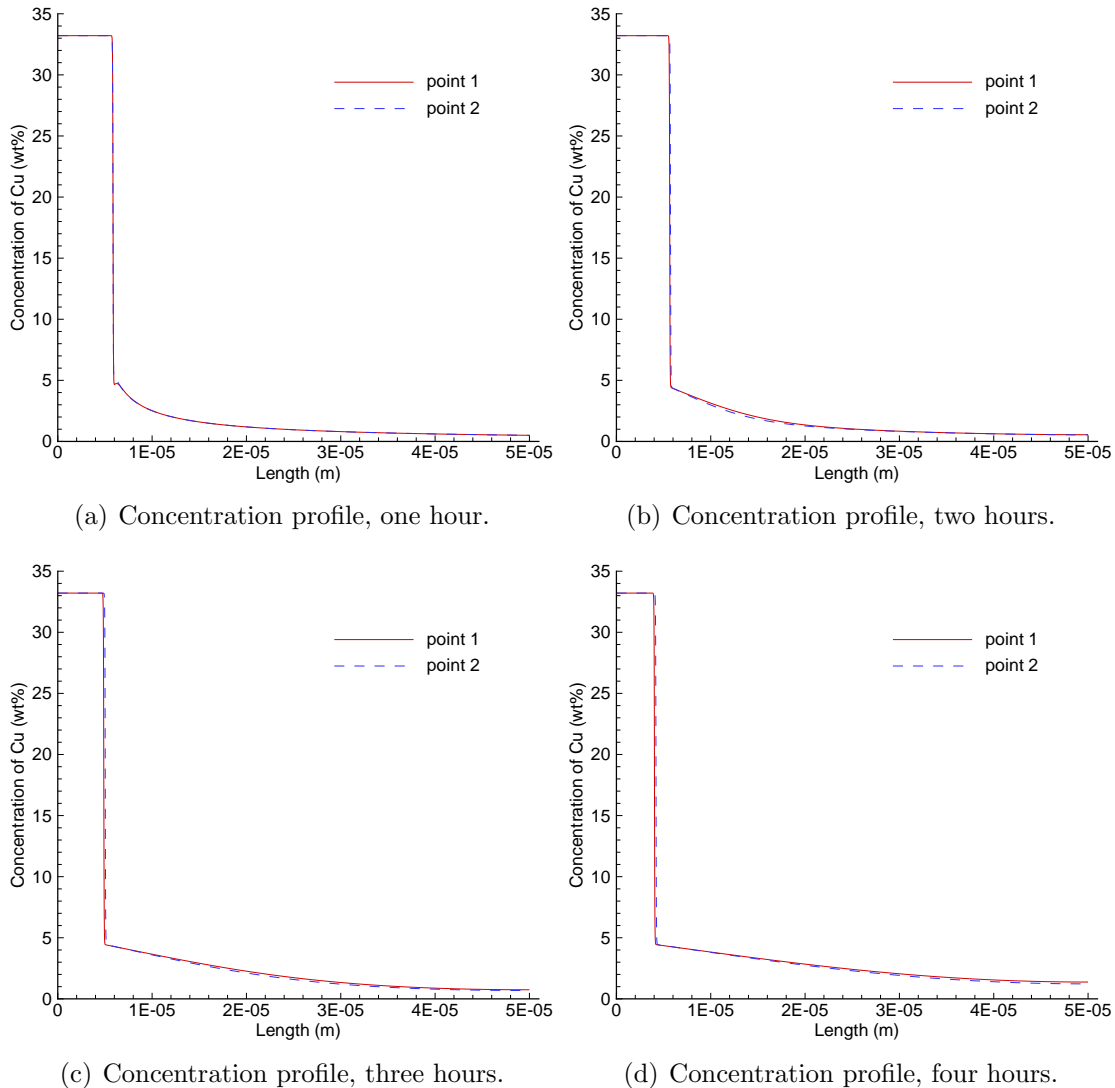 35
30
25
20
15
10
5
0
Concentration of Cu (wt%)
point 1
point 2
0 1E-05 2E-05 3E-05 4E-05 5E-05
Length (m)
(a) Concentration profile, one hour.
35
30
25
20
15
10
5
0
Concentration of Cu (wt%)
point 1
point 2
0 1E-05 2E-05 3E-05 4E-05 5E-05
Length (m)
(b) Concentration profile, two hours.
35
30
25
20
15
10
5
0
Concentration of Cu (wt%)
point 1
point 2
0 1E-05 2E-05 3E-05 4E-05 5E-05
Length (m)
(c) Concentration profile, three hours.
35
30
25
20
15
10
5
0
Concentration of Cu (wt%)
point 1
point 2
0 1E-05 2E-05 3E-05 4E-05 5E-05
Length (m)
(d) Concentration profile, four hours.